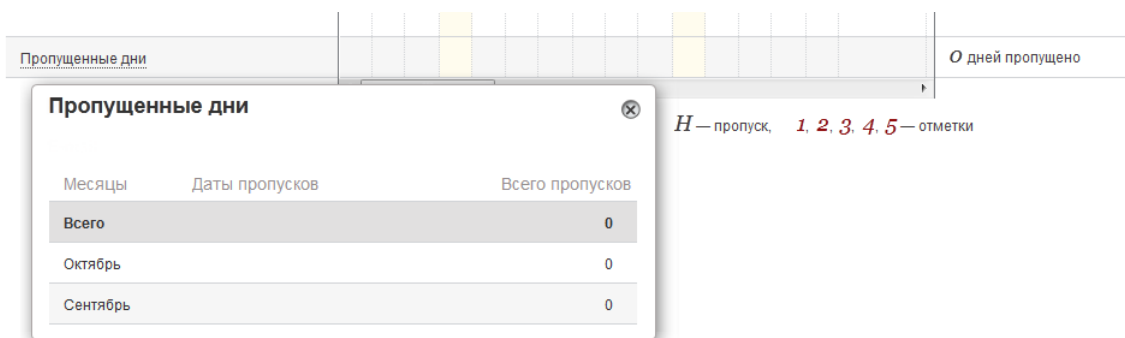 Пропущенные дни
0 дней пропущено
Пропущенные дни
Н — пропуск, 1, 2, 3, 4, 5 — отметки
Месяцы Даты пропусков Всего пропусков
Всего 0
Октябрь 0
Сентябрь 0